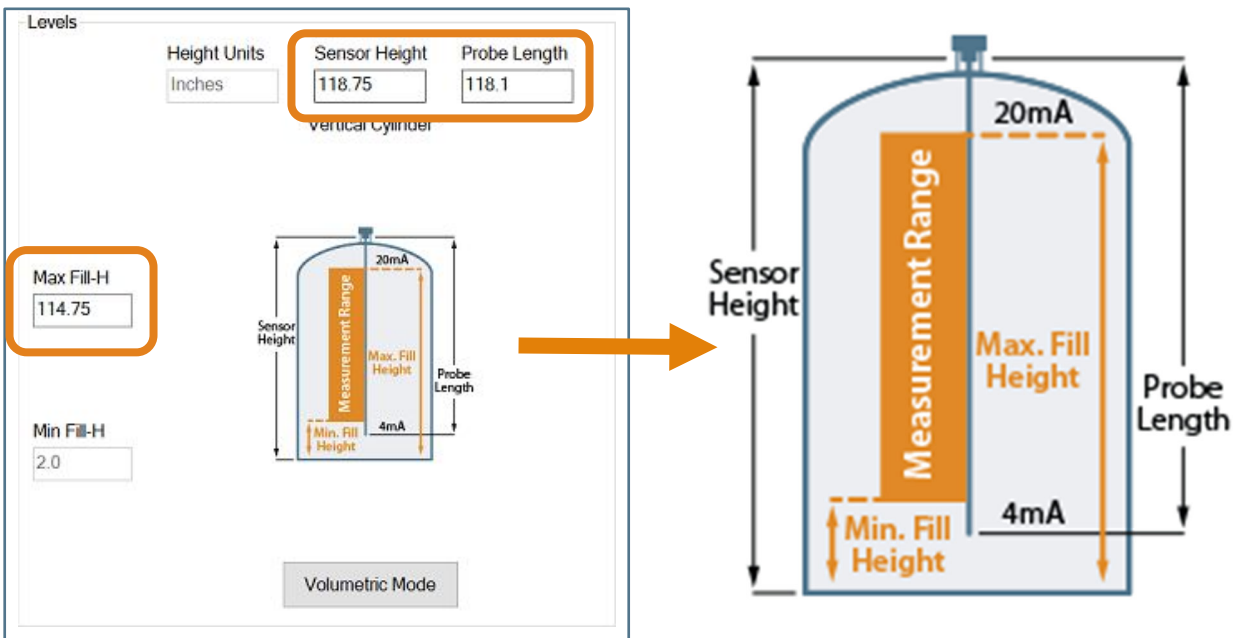 Levels
Height Units
Sensor Height
Probe Length
Inches
118.75
118.1
Vertical Cylinder
Max Fill-H
114.75
Min Fill-H
2.0
20mA
Sensor
Height
Measurement Range
Max. Fill
Height
Probe
Length
Min. Fill
Height
4mA
Volumetric Mode
20mA
Sensor
Height
Measurement Range
Max. Fill
Height
Probe
Length
Min. Fill
Height
4mA